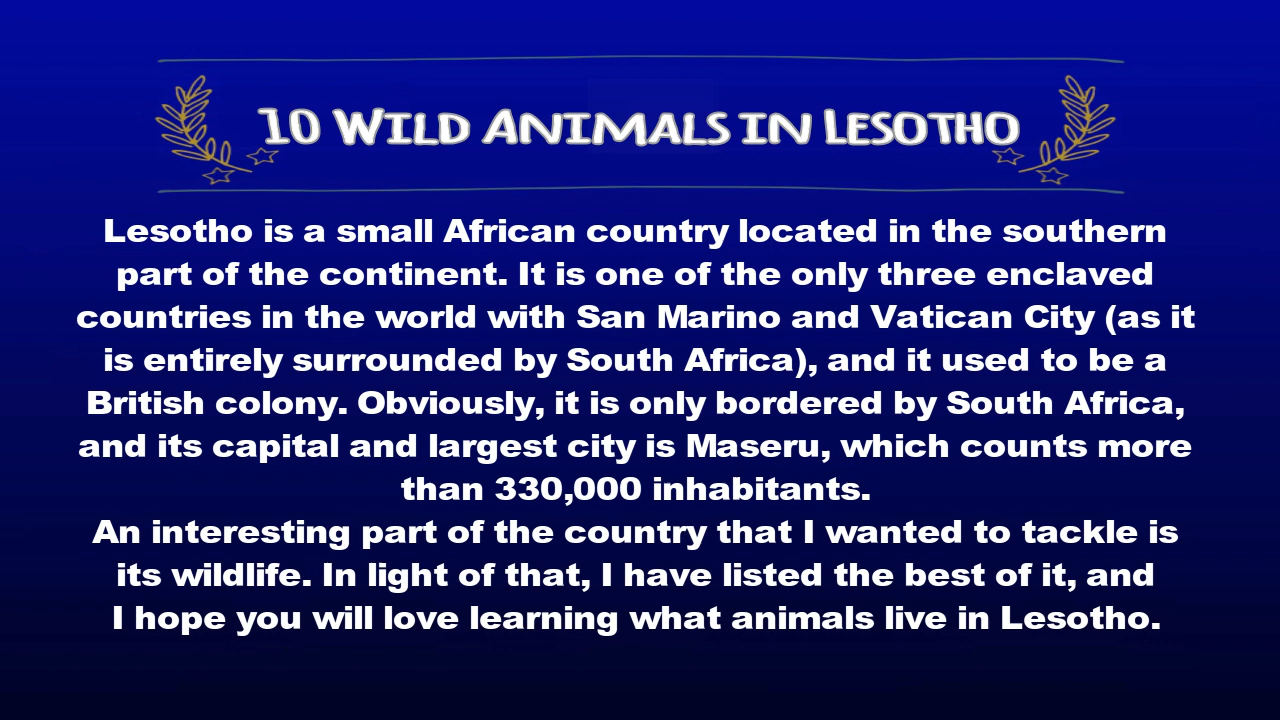 10 WILD ANIMALS IN LESOTHO
Lesotho is a small African country located in the southern
part of the continent. It is one of the only three enclaved
countries in the world with San Marino and Vatican City (as it
is entirely surrounded by South Africa), and it used to be a
British colony. Obviously, it is only bordered by South Africa,
and its capital and largest city is Maseru, which counts more
than 330,000 inhabitants.
An interesting part of the country that I wanted to tackle is
its wildlife. In light of that, I have listed the best of it, and
I hope you will love learning what animals live in Lesotho.